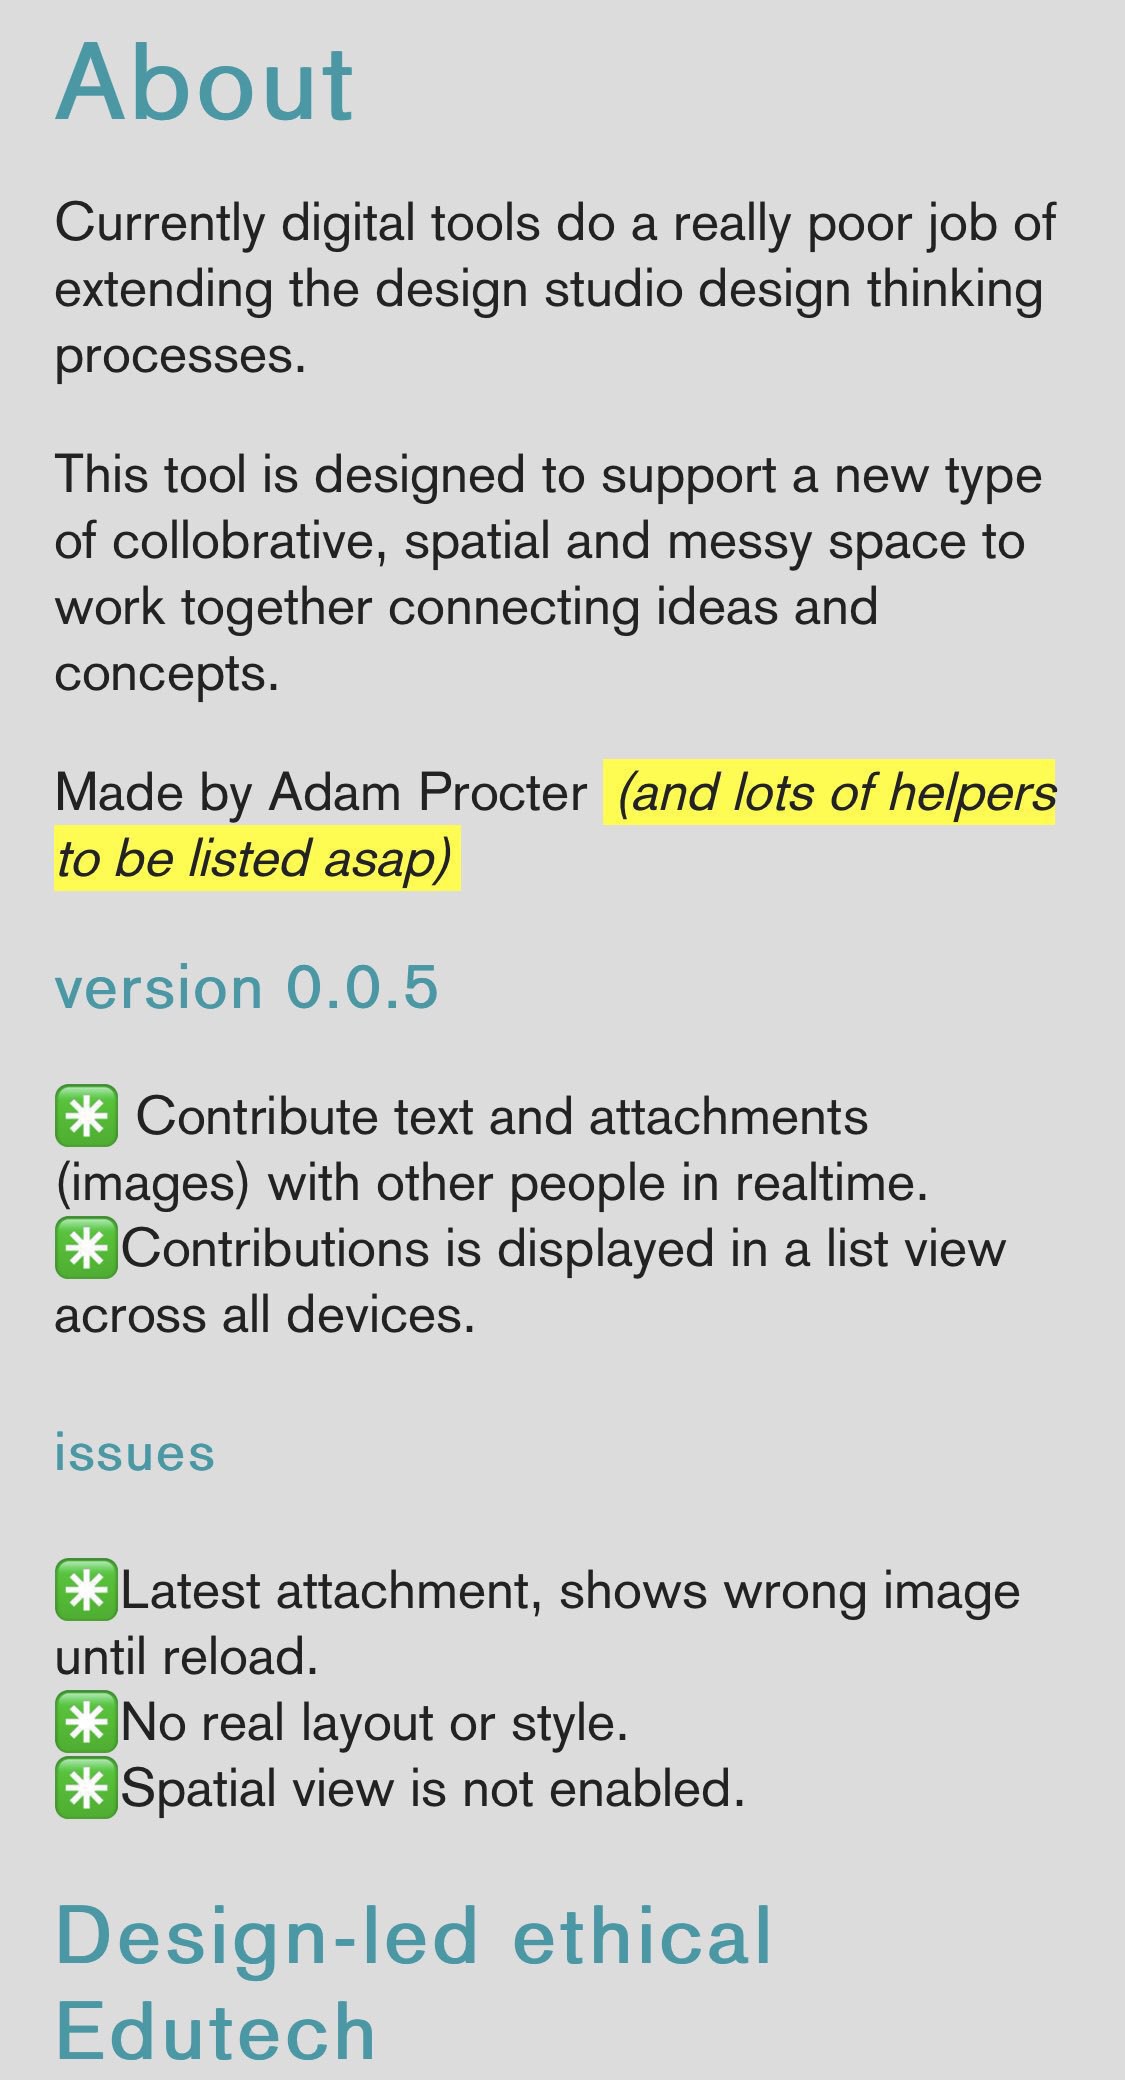 About
Currently digital tools do a really poor job of
extending the design studio design thinking
processes.
This tool is designed to support a new type
of collobrative, spatial and messy space to
work together connecting ideas and
concepts.
Made by Adam Procter (and lots of helpers
to be listed asap)
version 0.0.5
✳️ Contribute text and attachments
(images) with other people in realtime.
✳️Contributions is displayed in a list view
across all devices.
issues
✳️Latest attachment, shows wrong image
until reload.
✳️No real layout or style.
✳️Spatial view is not enabled.
Design-led ethical
Edutech